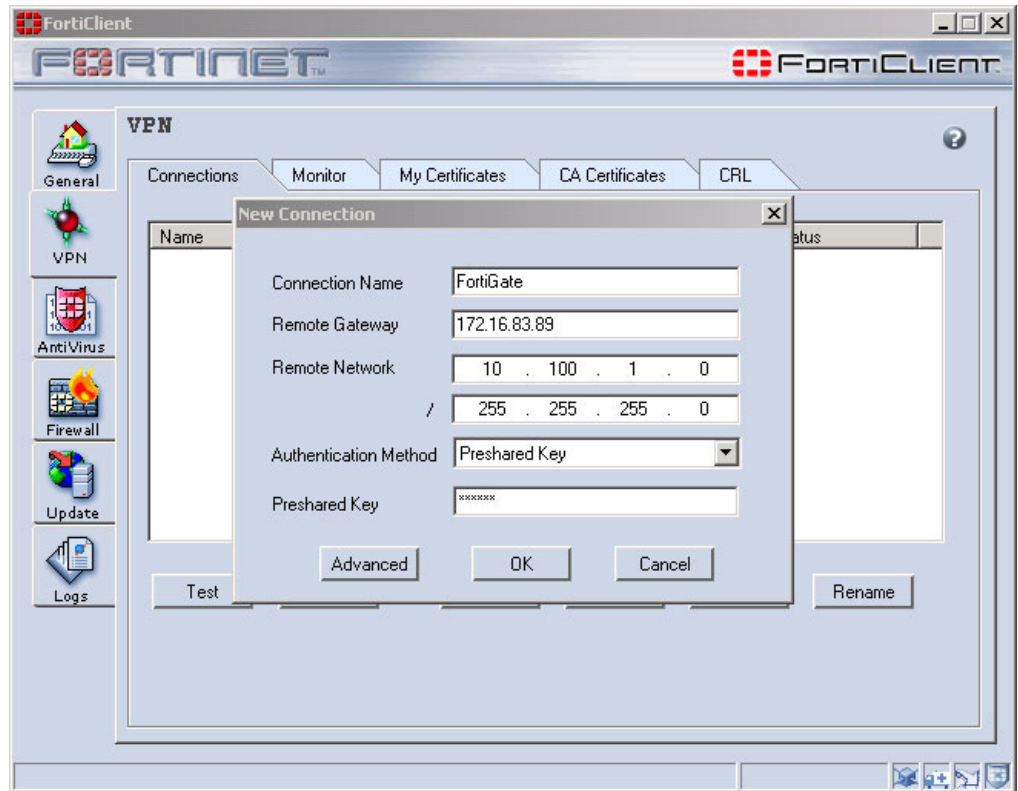 FortiClient
FORTINET™
FORTICLIENT
VPN
General
Connections
Monitor
My Certificates
CA Certificates
CRL
VPN
AntiVirus
Firewall
Update
Logs
Name
atus
New Connection
Connection Name
FortiGate
Remote Gateway
172.16.83.89
Remote Network
10 . 100 . 1 . 0
/ 255 . 255 . 255 . 0
Authentication Method
Preshared Key
Preshared Key
xxxxxx
Advanced
OK
Cancel
Test
Rename